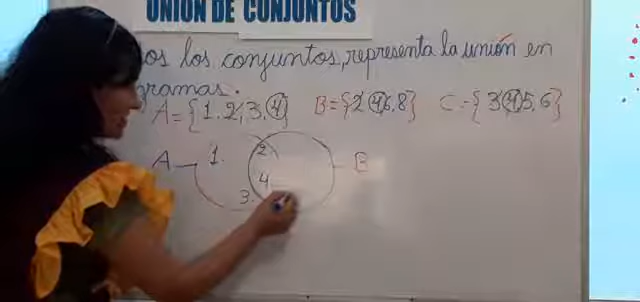 UNIÓN DE CONJUNTOS
os los conjuntos, representa la unión en
gramas.
A={1,2,3,4} B={2,4,6,8} C={3,4,5,6}
A 1. 2 B
4
3.